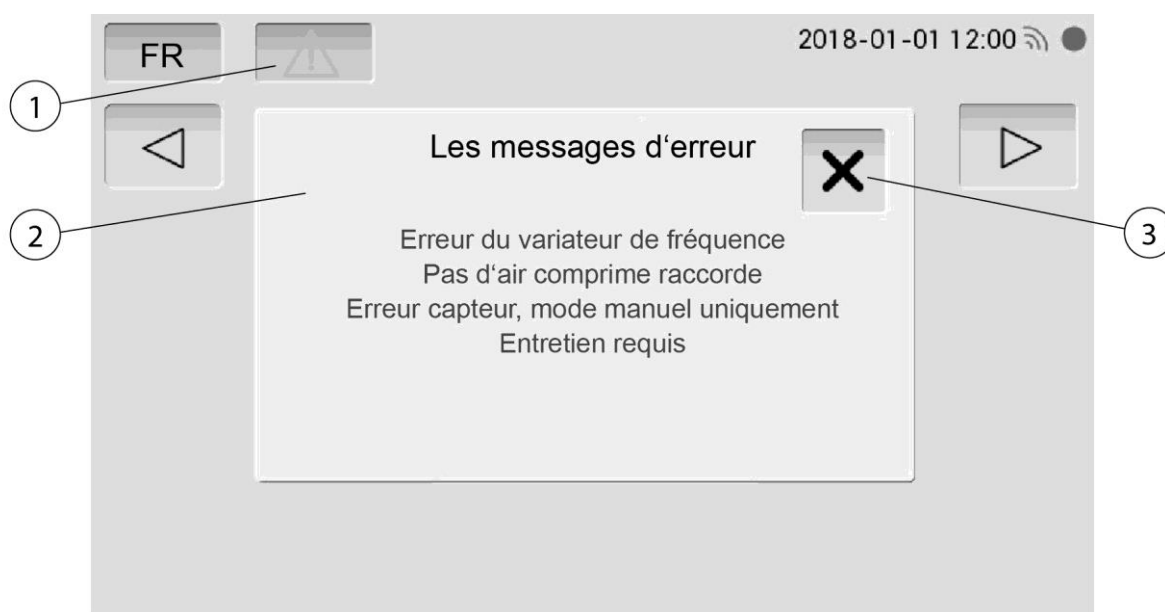 FR
2018-01-01 12:00
1
Les messages d‘erreur
2
3
Erreur du variateur de fréquence
Pas d‘air comprime raccorde
Erreur capteur, mode manuel uniquement
Entretien requis